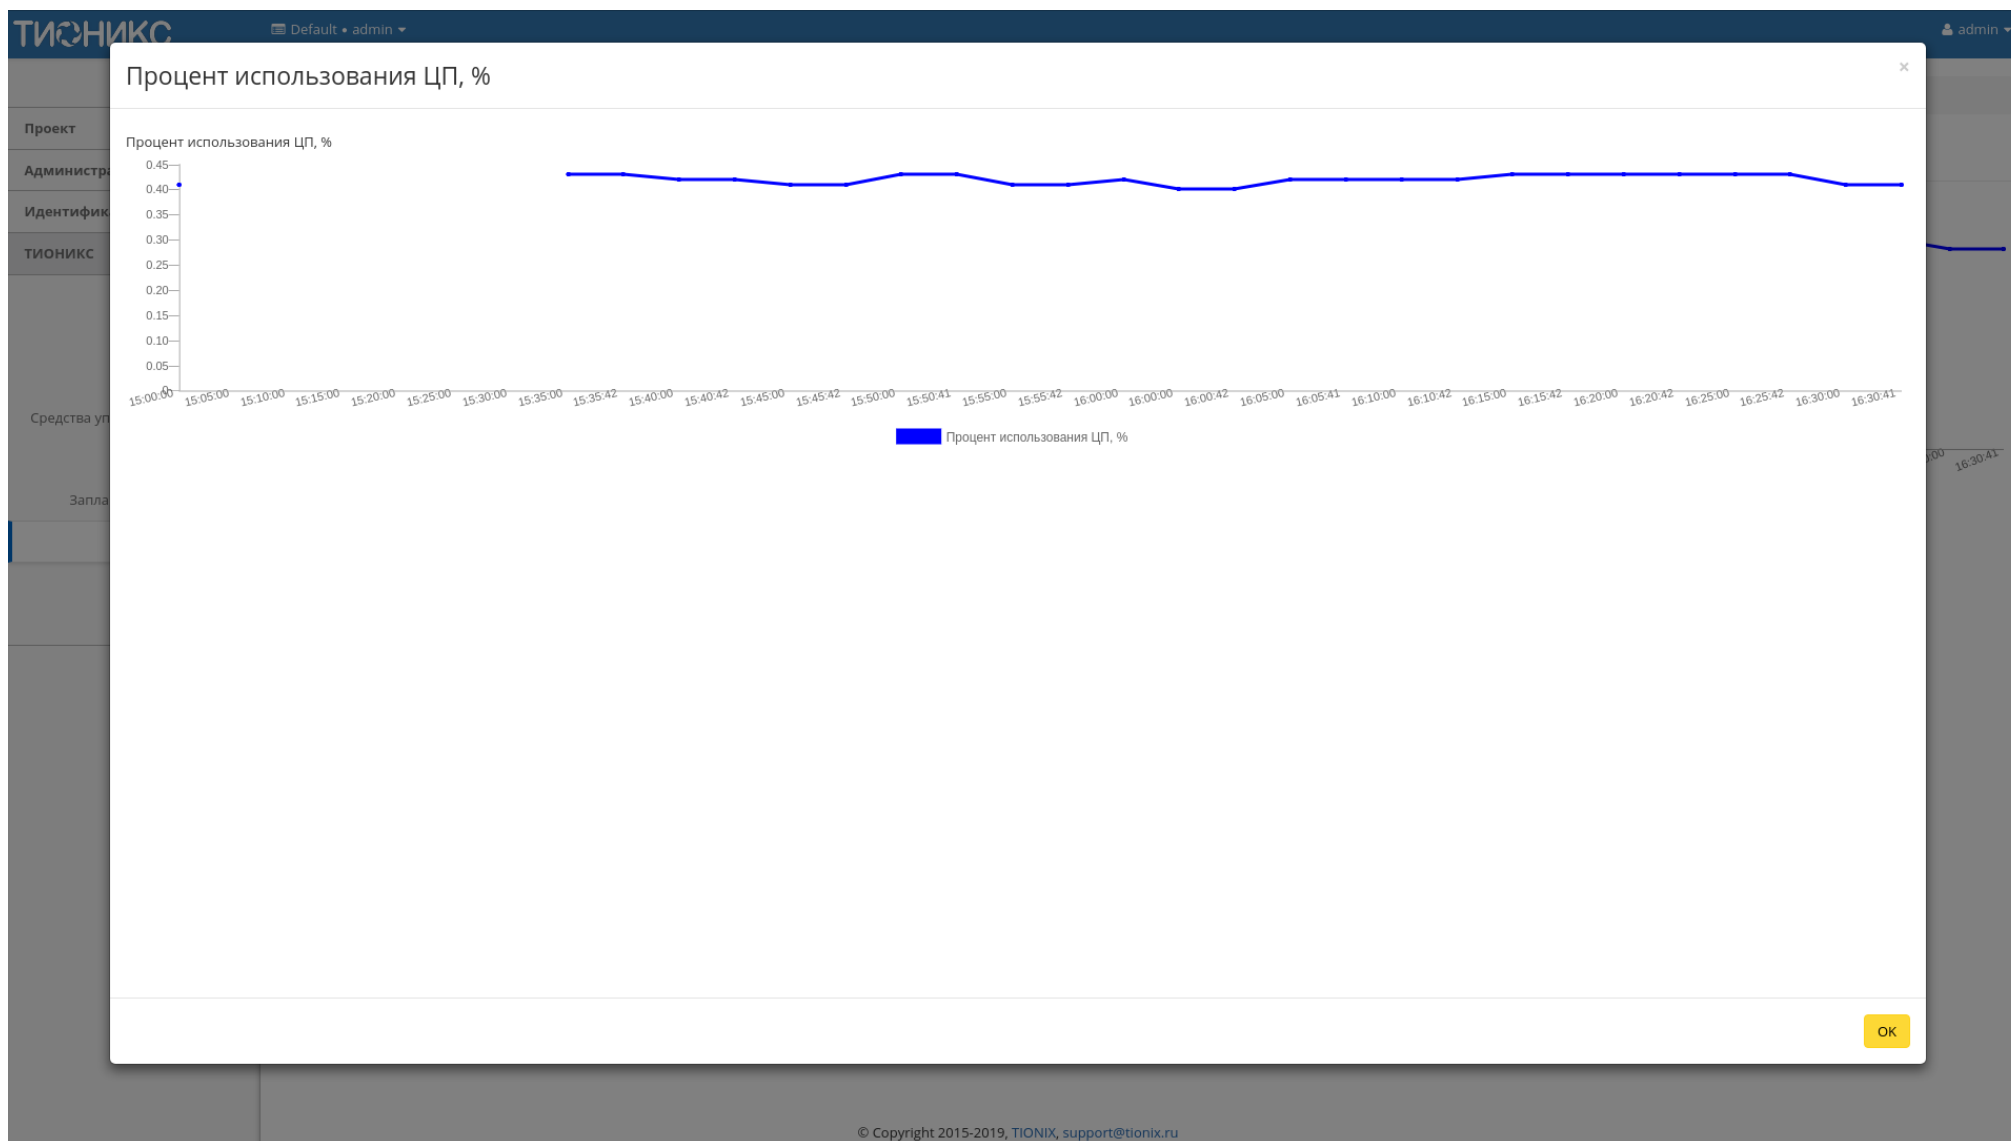 ТИОНИКС
Default • admin
admin
Процент использования ЦП, %
×
Проект
Администра
Идентифик
ТИОНИКС
Средства уп
Запла
Процент использования ЦП, %
0.45
0.40
0.35
0.30
0.25
0.20
0.15
0.10
0.05
0
15:00:00 15:05:00 15:10:00 15:15:00 15:20:00 15:25:00 15:30:00 15:35:00 15:35:42 15:40:00 15:40:42 15:45:00 15:45:42 15:50:00 15:50:41 15:55:00 15:55:42 16:00:00 16:00:00 16:00:42 16:05:00 16:05:41 16:10:00 16:10:42 16:15:00 16:15:42 16:20:00 16:20:42 16:25:00 16:25:42 16:30:00 16:30:41
Процент использования ЦП, %
:00 16:30:41
OK
© Copyright 2015-2019, TIONIX, support@tionix.ru